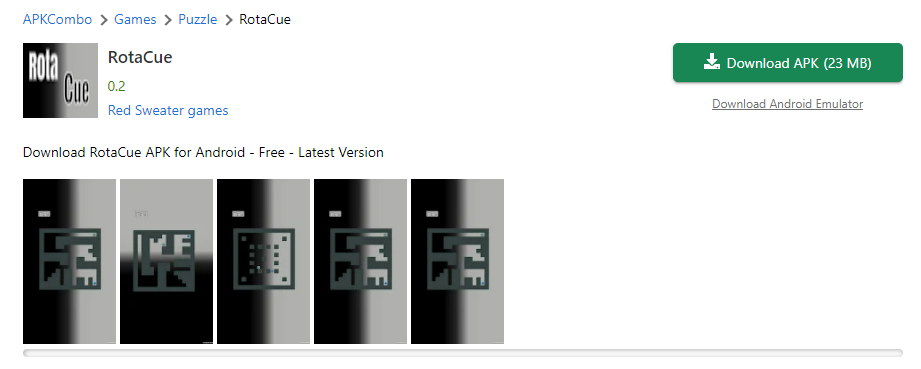 APKCombo > Games > Puzzle > RotaCue
Rota
Cue
RotaCue
0.2
Red Sweater games
Download APK (23 MB)
Download Android Emulator
Download RotaCue APK for Android - Free - Latest Version